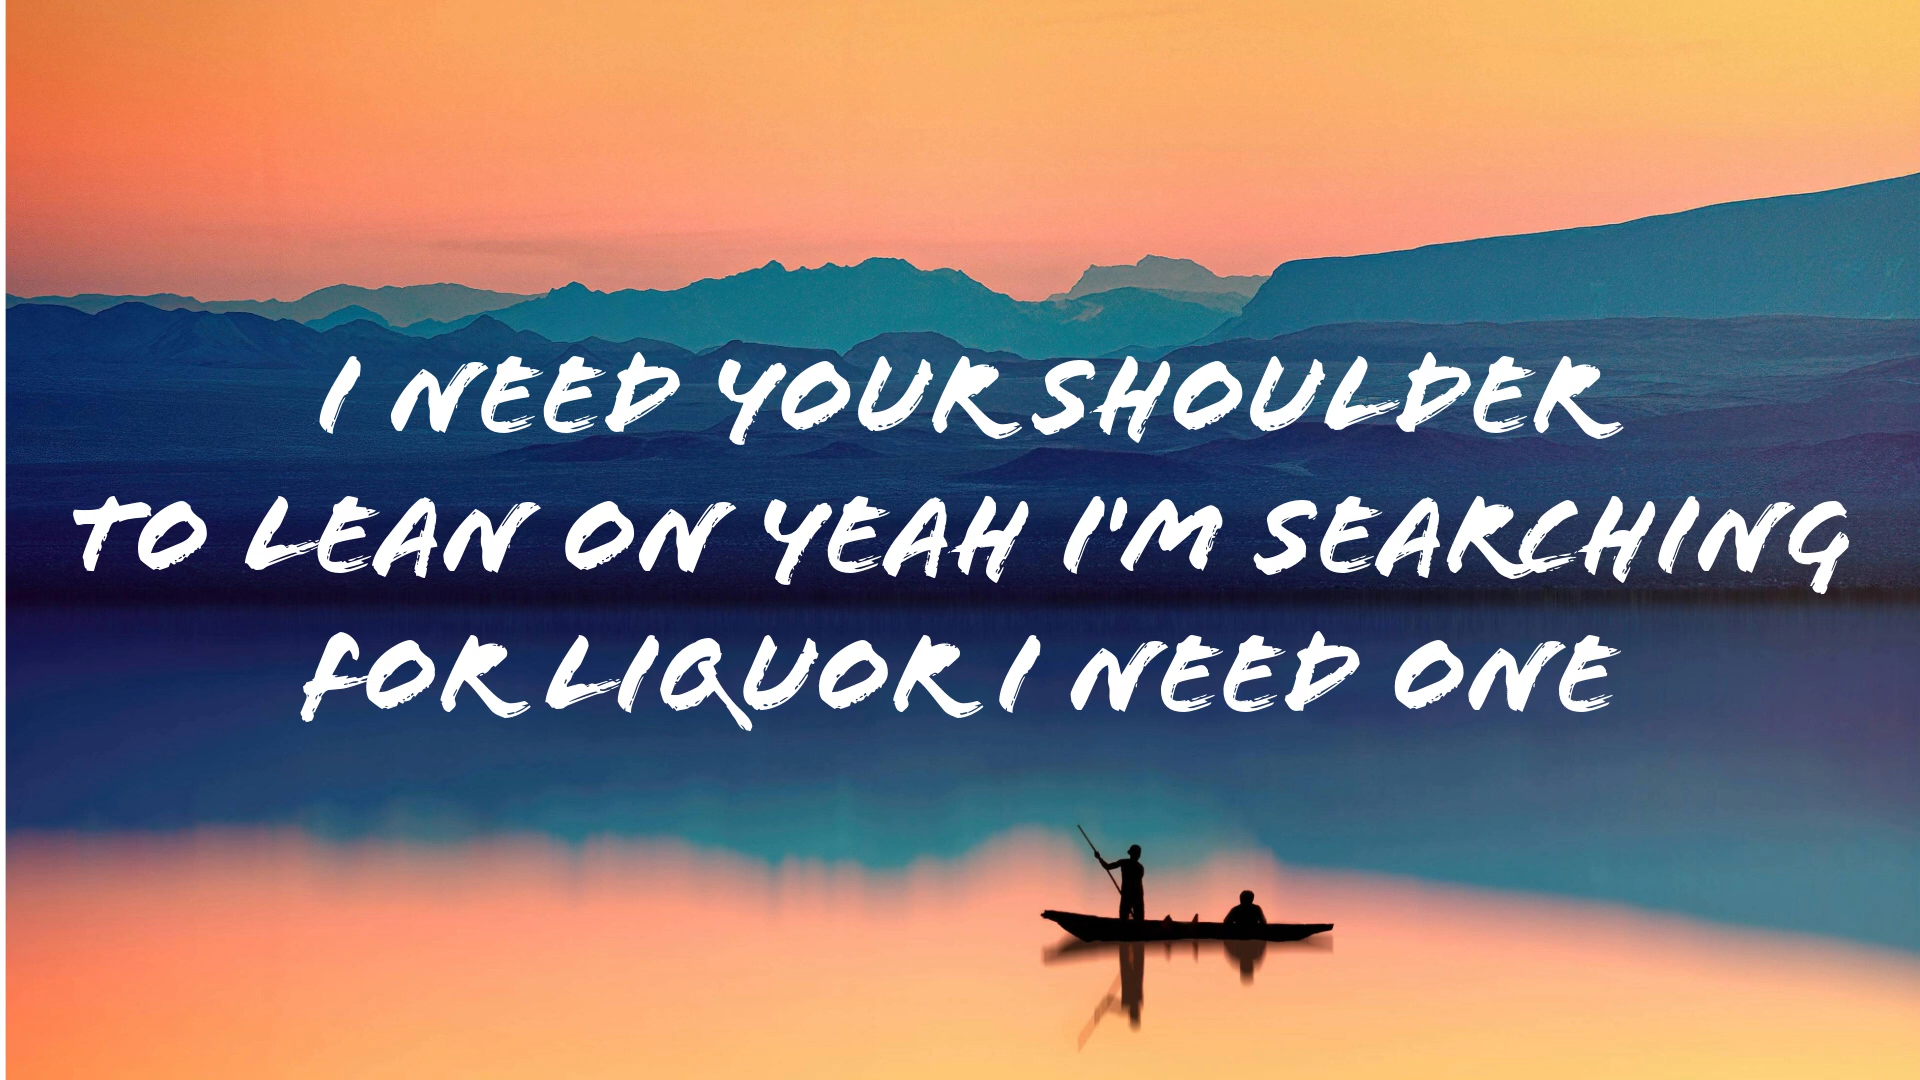 I NEED YOUR SHOULDER
TO LEAN ON YEAH I'M SEARCHING
FOR LIQUOR I NEED ONE